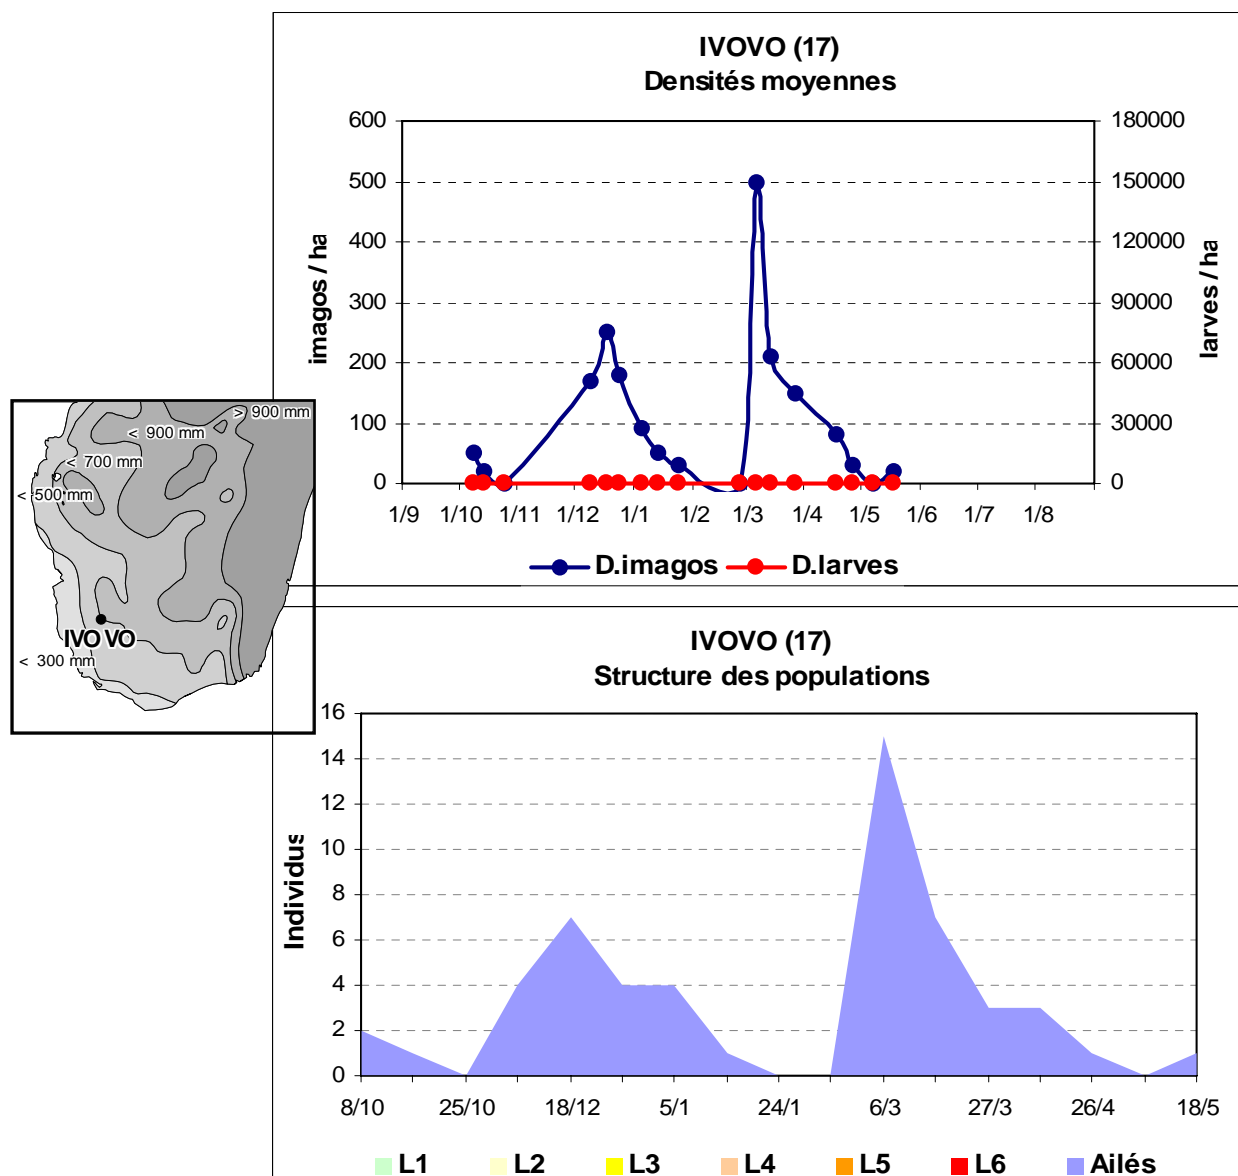 IVOVO (17)
Densités moyennes
600
500
400
300
200
100
0
imagos / ha
180000
150000
120000
90000
60000
30000
0
larves / ha
1/9 1/10 1/11 1/12 1/1 1/2 1/3 1/4 1/5 1/6 1/7 1/8
D.imagos D.larves
> 900 mm
< 900 mm
< 700 mm
< 500 mm
IVO VO
< 300 mm
IVOVO (17)
Structure des populations
16
14
12
10
8
6
4
2
0
Individus
8/10 25/10 18/12 5/1 24/1 6/3 27/3 26/4 18/5
L1 L2 L3 L4 L5 L6 Ailés